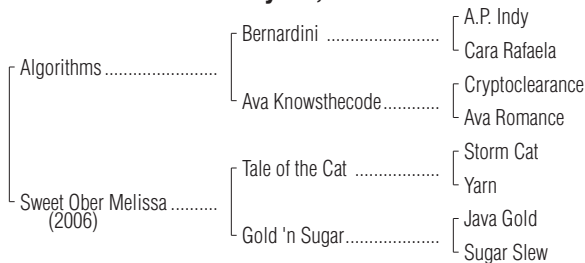 A.P. Indy
Bernardini ......................
Cara Rafaela
Algorithms .......................
Cryptoclearance
Ava Knowsthecode............
Ava Romance
Storm Cat
Tale of the Cat ..................
Yarn
Sweet Ober Melissa ..........
(2006)
Java Gold
Gold 'n Sugar....................
Sugar Slew